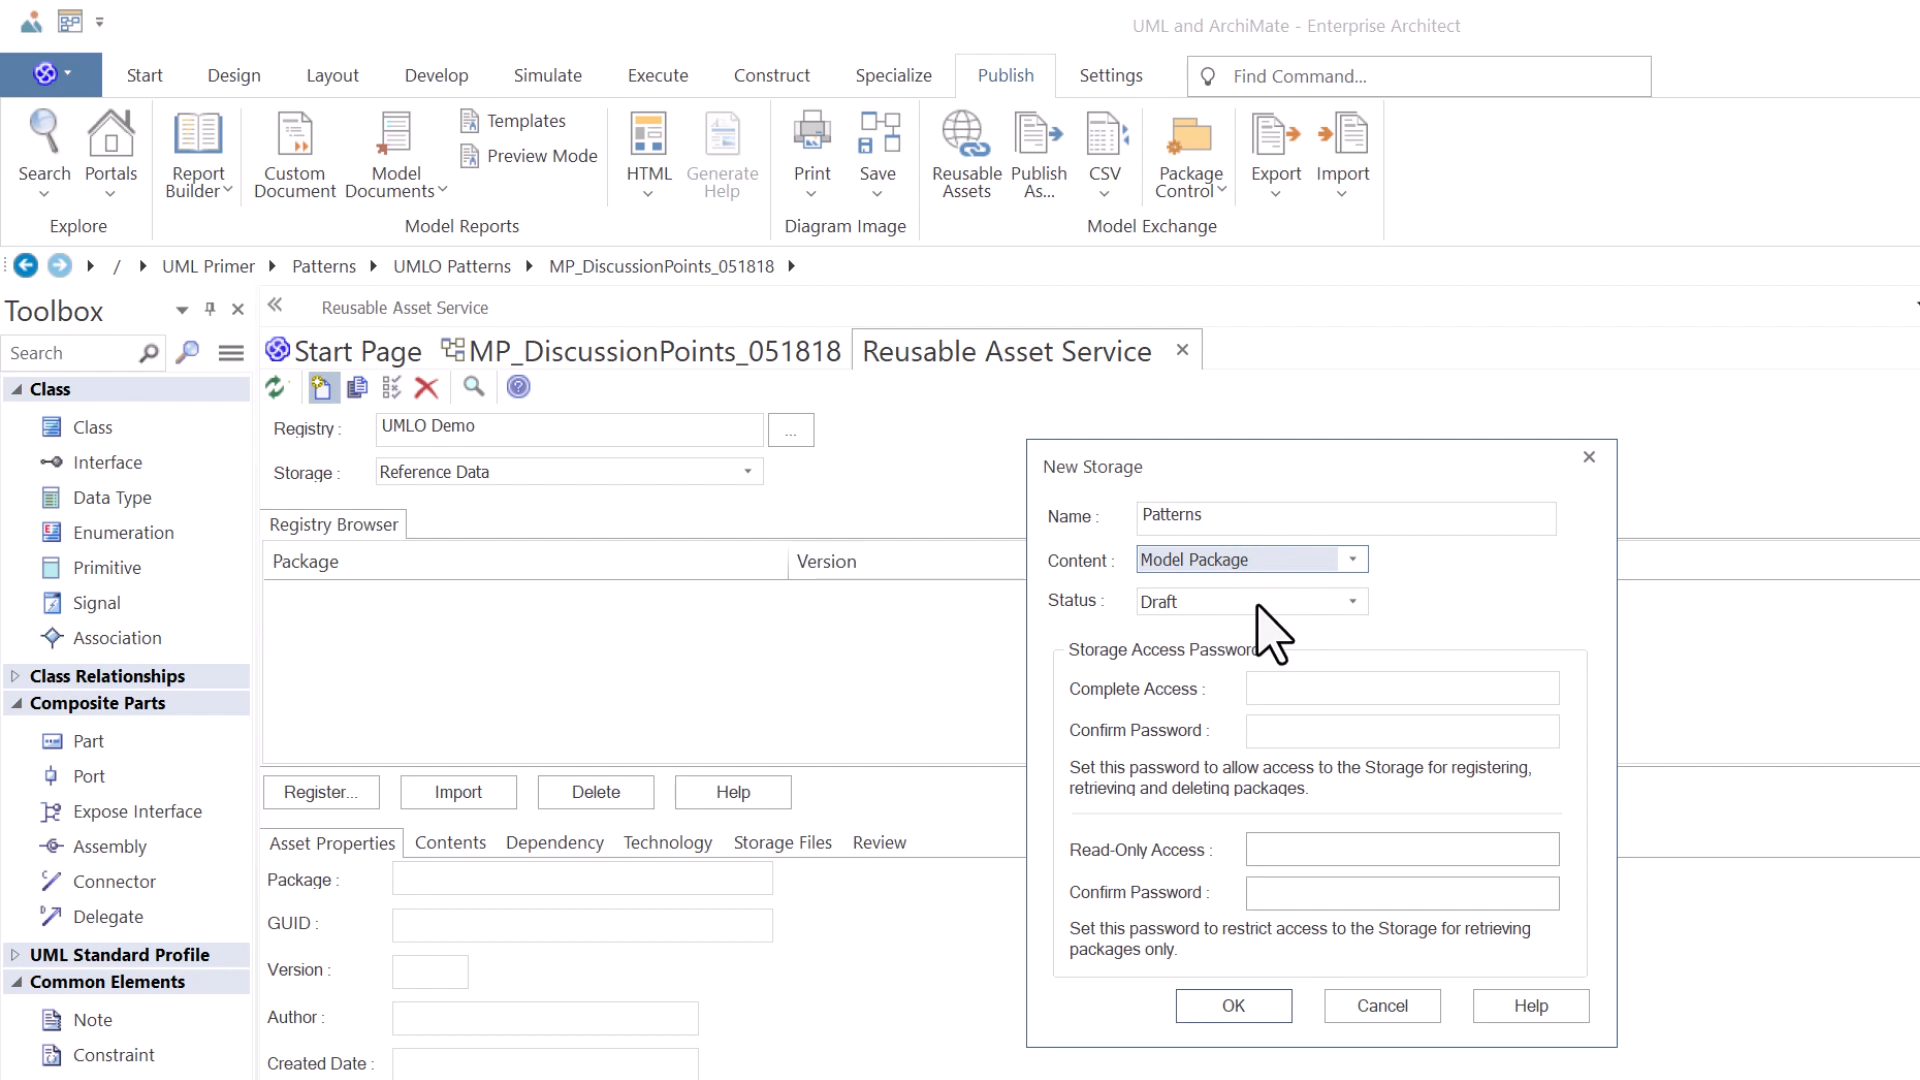 UML and ArchiMate - Enterprise Architect
Start
Design
Layout
Develop
Simulate
Execute
Construct
Specialize
Publish
Settings
Find Command...
Search
Portals
Report
Builder
Custom
Document
Model
Documents
Templates
Preview Mode
HTML
Generate
Help
Print
Save
Reusable
Assets
Publish
As...
CSV
Package
Control
Export
Import
Explore
Model Reports
Diagram Image
Model Exchange
/
UML Primer
Patterns
UMLO Patterns
MP_DiscussionPoints_051818
Toolbox
Search
Class
Class
Interface
Data Type
Enumeration
Primitive
Signal
Association
Class Relationships
Composite Parts
Part
Port
Expose Interface
Assembly
Connector
Delegate
UML Standard Profile
Common Elements
Note
Constraint
Reusable Asset Service
Start Page
MP_DiscussionPoints_051818
Reusable Asset Service
Registry :
UMLO Demo
...
Storage :
Reference Data
Registry Browser
Package
Version
Register...
Import
Delete
Help
Asset Properties
Contents
Dependency
Technology
Storage Files
Review
Package :
GUID :
Version :
Author :
Created Date :
New Storage
Name :
Patterns
Content :
Model Package
Status :
Draft
Storage Access Password
Complete Access :
Confirm Password :
Set this password to allow access to the Storage for registering,
retrieving and deleting packages.
Read-Only Access :
Confirm Password :
Set this password to restrict access to the Storage for retrieving
packages only.
OK
Cancel
Help